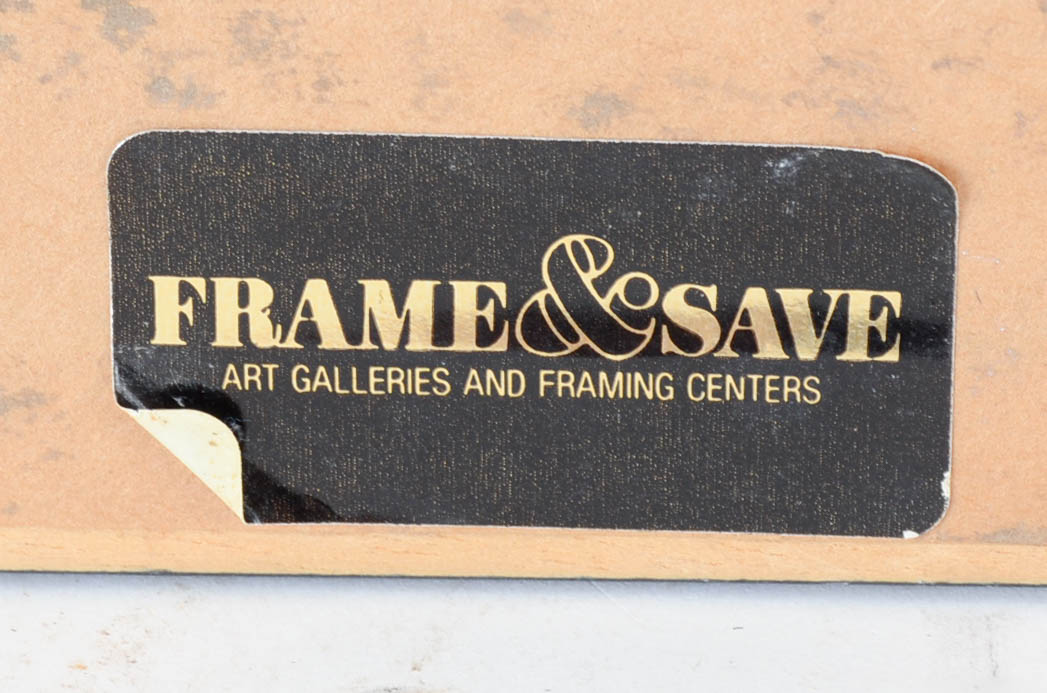 FRAME & SAVE
ART GALLERIES AND FRAMING CENTERS